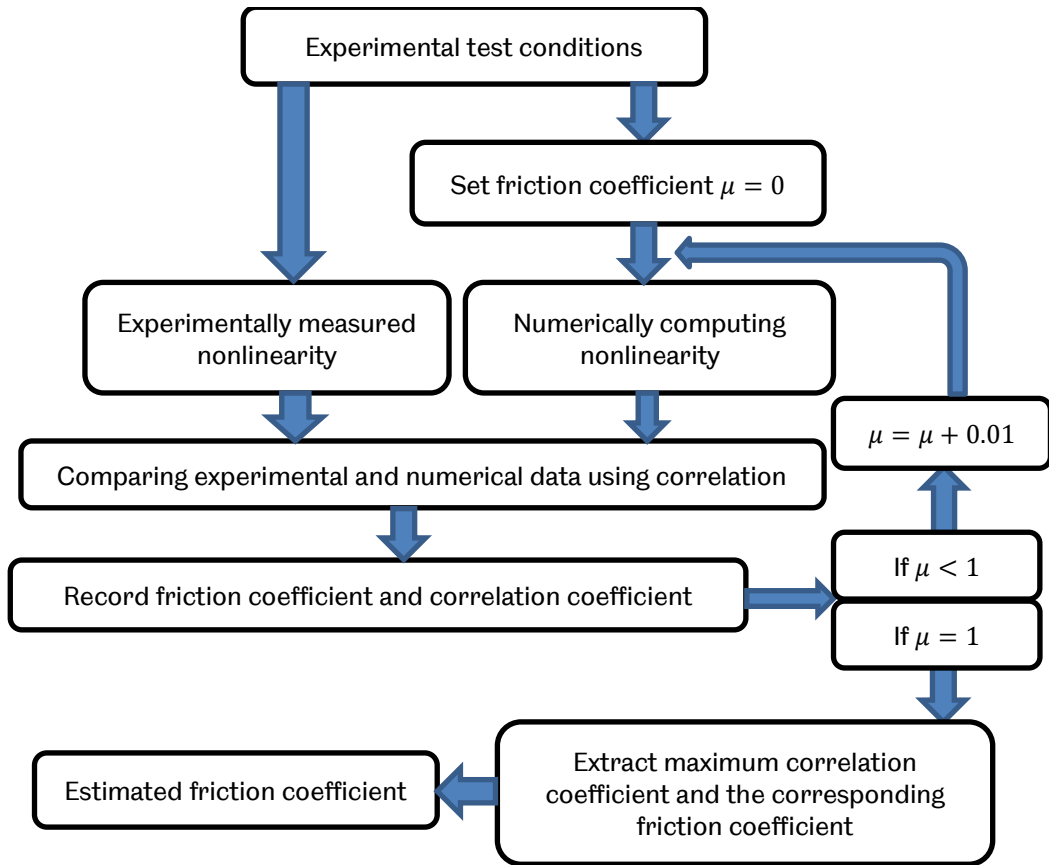 Experimental test conditions
Set friction coefficient μ = 0
Experimentally measured
nonlinearity
Numerically computing
nonlinearity
μ = μ + 0.01
Comparing experimental and numerical data using correlation
If μ < 1
Record friction coefficient and correlation coefficient
If μ = 1
Extract maximum correlation
coefficient and the corresponding
friction coefficient
Estimated friction coefficient